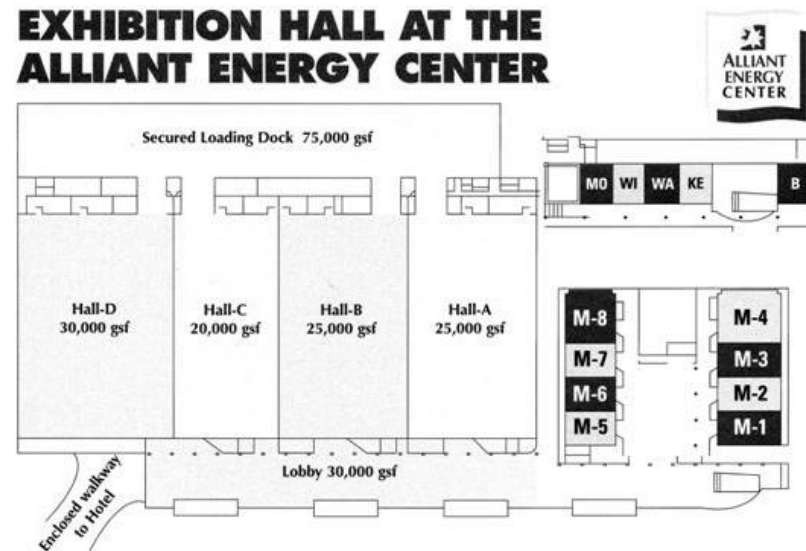 EXHIBITION HALL AT THE
ALLIANT ENERGY CENTER
ALLIANT
ENERGY
CENTER
Secured Loading Dock 75,000 gsf
MO WI WA KE B
Hall-D
30,000 gsf
Hall-C
20,000 gsf
Hall-B
25,000 gsf
Hall-A
25,000 gsf
M-8
M-7
M-6
M-5
M-4
M-3
M-2
M-1
Lobby 30,000 gsf
Enclosed walkway
to Hotel